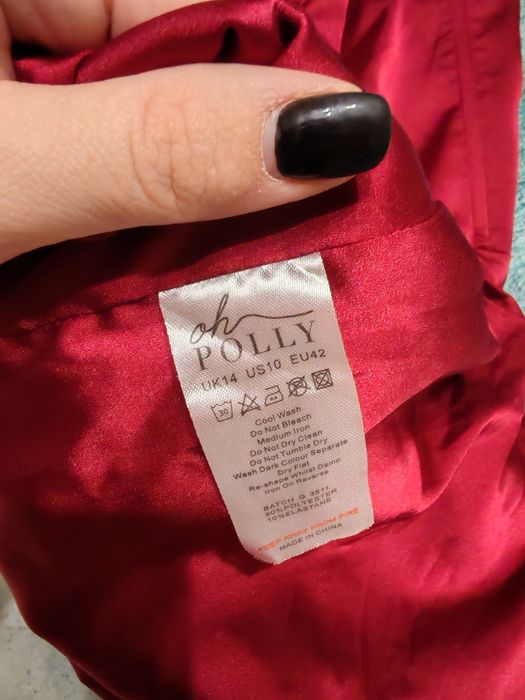 oh
POLLY
UK14 US10 EU42
30
Cool Wash
Do Not Bleach
Medium Iron
Do Not Dry Clean
Do Not Tumble Dry
Wash Dark Colour Separate
Dry Flat
Re-shape Whilst Damp
Iron On Reverse
BATCH G 3511
90%POLYESTER
10%ELASTANE
KEEP AWAY FROM FIRE
MADE IN CHINA